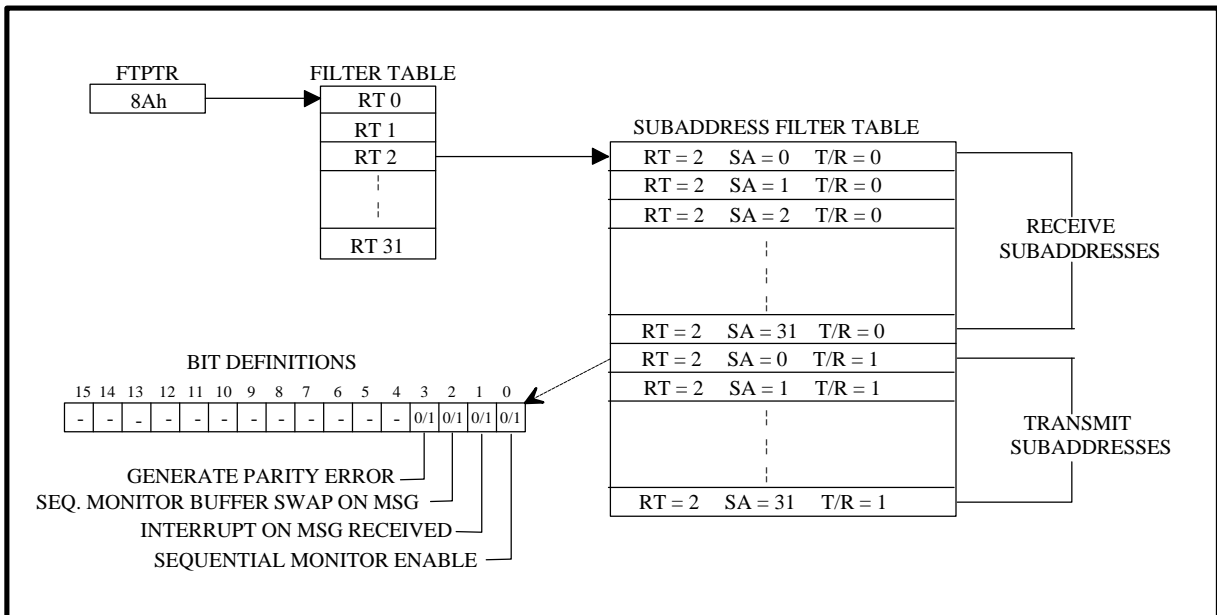 FTPTR
8Ah
FILTER TABLE
RT 0
RT 1
RT 2
RT 31
SUBADDRESS FILTER TABLE
RT = 2 SA = 0 T/R = 0
RT = 2 SA = 1 T/R = 0
RT = 2 SA = 2 T/R = 0
RT = 2 SA = 31 T/R = 0
RT = 2 SA = 0 T/R = 1
RT = 2 SA = 1 T/R = 1
RT = 2 SA = 31 T/R = 1
RECEIVE
SUBADDRESSES
TRANSMIT
SUBADDRESSES
BIT DEFINITIONS
15 14 13 12 11 10 9 8 7 6 5 4 3 2 1 0
- - - - - - - - - - - - 0/1 0/1 0/1 0/1
GENERATE PARITY ERROR
SEQ. MONITOR BUFFER SWAP ON MSG
INTERRUPT ON MSG RECEIVED
SEQUENTIAL MONITOR ENABLE